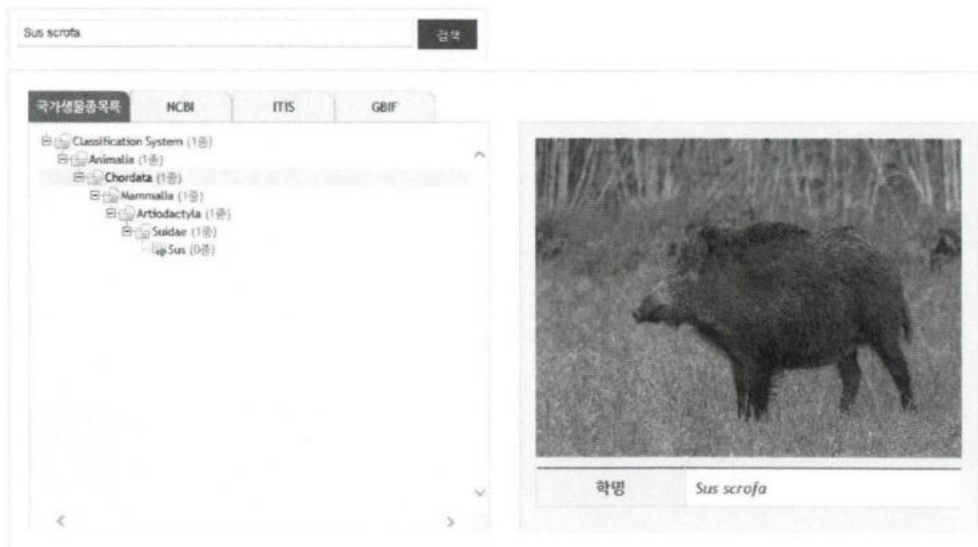 Sus scrofa
검색
국가생물종목록 NCBI ITIS GBIF
Classification System (1종)
Animalia (1종)
Chordata (1종)
Mammalia (1종)
Artiodactyla (1종)
Suidae (1종)
Sus (0종)
학명 Sus scrofa